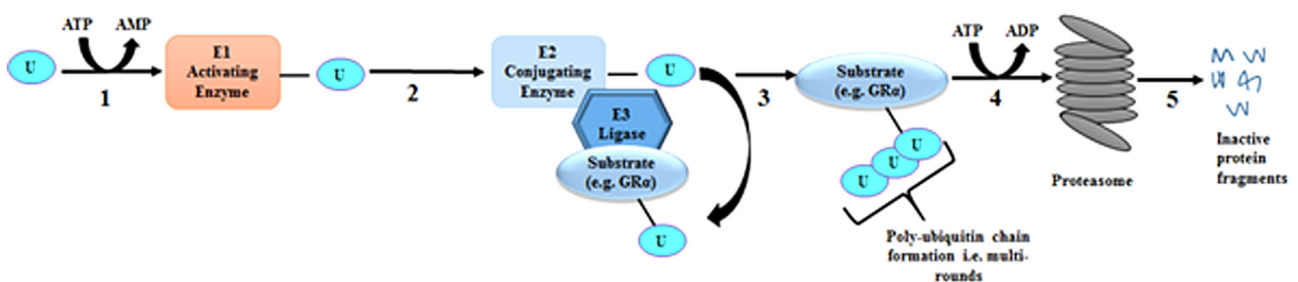 ATP AMP
U
1
E1
Activating
Enzyme
U
2
E2
Conjugating
Enzyme
U
E3
Ligase
Substrate
(e.g. GRα)
U
3
Substrate
(e.g. GRα)
U
U
U
Poly-ubiquitin chain
formation i.e. multi-
rounds
ATP ADP
4
Proteasome
5
Inactive
protein
fragments